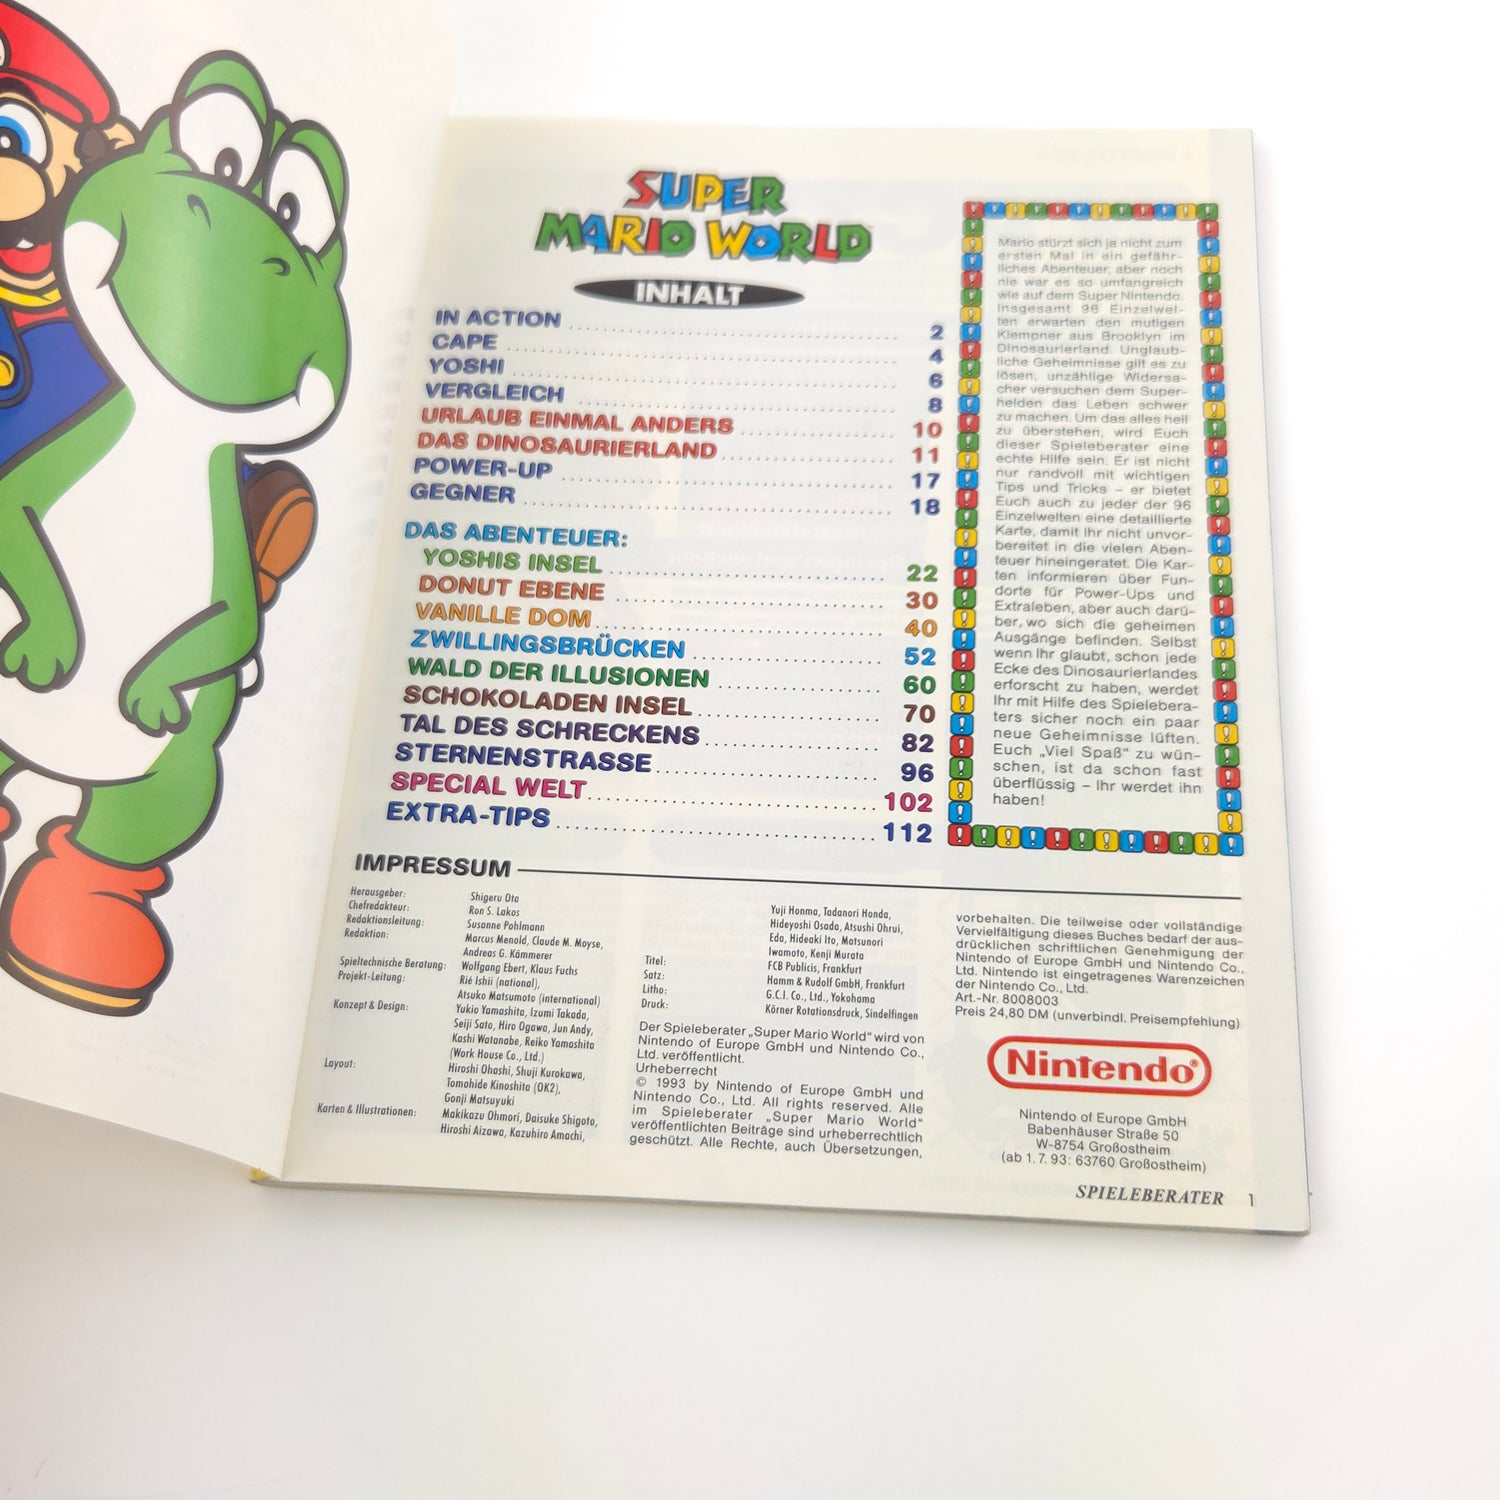 SUPER
MARIO WORLD
INHALT
IN ACTION 2
CAPE 4
YOSHI 6
VERGLEICH 8
URLAUB EINMAL ANDERS 10
DAS DINOSAURIERLAND 11
POWER-UP 17
GEGNER 18
DAS ABENTEUER:
YOSHIS INSEL 22
DONUT EBENE 30
VANILLE DOM 40
ZWILLINGSBRÜCKEN 52
WALD DER ILLUSIONEN 60
SCHOKOLADEN INSEL 70
TAL DES SCHRECKENS 82
STERNENSTRASSE 96
SPECIAL WELT 102
EXTRA-TIPS 112
Mario stürzt sich ja nicht zum
ersten Mal in ein gefähr-
liches Abenteuer, aber noch
nie war es so umfangreich
wie auf dem Super Nintendo.
Insgesamt 96 Einzelwel-
ten erwarten den mutigen
Klempner aus Brooklyn im
Dinosaurierland. Unglaub-
liche Geheimnisse gilt es zu
lösen, unzählige Widersa-
cher versuchen dem Super-
helden das Leben schwer
zu machen. Um das alles heil
zu überstehen, wird Euch
dieser Spieleberater eine
echte Hilfe sein. Er ist nicht
nur randvoll mit wichtigen
Tips und Tricks – er bietet
Euch auch zu jeder der 96
Einzelwelten eine detaillierte
Karte, damit Ihr nicht unvor-
bereitet in die vielen Aben-
teuer hineingeratet. Die Kar-
ten informieren über Fun-
dorte für Power-Ups und
Extraleben, aber auch darü-
ber, wo sich die geheimen
Ausgänge befinden. Selbst
wenn Ihr glaubt, schon jede
Ecke des Dinosaurierlandes
erforscht zu haben, werdet
Ihr mit Hilfe des Spielebera-
ters sicher noch ein paar
neue Geheimnisse lüften.
Euch „Viel Spaß" zu wün-
schen, ist da schon fast
überflüssig – Ihr werdet ihn
haben!
IMPRESSUM
Herausgeber: Shigeru Ota
Chefredakteur: Ron S. Lakos
Redaktionsleitung: Susanne Pohlmann
Redaktion: Marcus Menold, Claude M. Moyse,
Andreas G. Kämmerer
Spieltechnische Beratung: Wolfgang Ebert, Klaus Fuchs
Projekt-Leitung: Rié Ishii (national),
Atsuko Matsumoto (international)
Konzept & Design: Yukio Yamashita, Izumi Takada,
Seiji Sato, Hiro Ogawa, Jun Andy,
Kashi Watanabe, Reiko Yamashita
(Work House Co., Ltd.)
Layout: Hiroshi Ohashi, Shuji Kurokawa,
Tomohide Kinoshita (OK2),
Gonji Matsuyuki
Karten & Illustrationen: Makikazu Ohmori, Daisuke Shigoto,
Hiroshi Aizawa, Kazuhiro Amachi,
Yuji Honma, Tadanori Honda,
Hideyoshi Osada, Atsushi Ohrui,
Eda, Hideaki Ito, Matsunori
Iwamoto, Kenji Murata
Titel: FCB Publicis, Frankfurt
Satz: Hamm & Rudolf GmbH, Frankfurt
Litho: G.C.I. Co., Ltd., Yokohama
Druck: Körner Rotationsdruck, Sindelfingen
Der Spieleberater „Super Mario World" wird von
Nintendo of Europe GmbH und Nintendo Co.,
Ltd. veröffentlicht.
Urheberrecht
© 1993 by Nintendo of Europe GmbH und
Nintendo Co., Ltd. All rights reserved. Alle
im Spieleberater „Super Mario World"
veröffentlichten Beiträge sind urheberrechtlich
geschützt. Alle Rechte, auch Übersetzungen,
vorbehalten. Die teilweise oder vollständige
Vervielfältigung dieses Buches bedarf der aus-
drücklichen schriftlichen Genehmigung der
Nintendo of Europe GmbH und Nintendo Co.,
Ltd. Nintendo ist eingetragenes Warenzeichen
der Nintendo Co., Ltd.
Art.-Nr. 8008003
Preis 24,80 DM (unverbindl. Preisempfehlung)
Nintendo®
Nintendo of Europe GmbH
Babenhäuser Straße 50
W-8754 Großostheim
(ab 1.7.93: 63760 Großostheim)
SPIELEBERATER 1